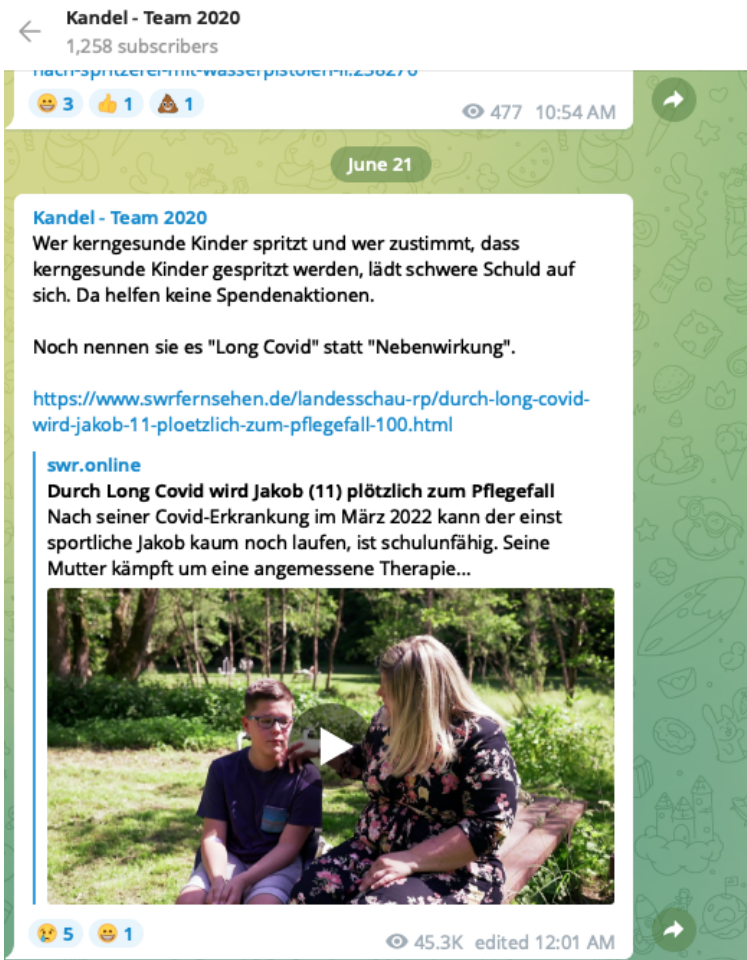 Kandel - Team 2020
1,258 subscribers
nach-spritzerei-mit-wasserpistolen-li.238276
3 1 1
477 10:54 AM
June 21
Kandel - Team 2020
Wer kerngesunde Kinder spritzt und wer zustimmt, dass
kerngesunde Kinder gespritzt werden, lädt schwere Schuld auf
sich. Da helfen keine Spendenaktionen.
Noch nennen sie es "Long Covid" statt "Nebenwirkung".
https://www.swrfernsehen.de/landesschau-rp/durch-long-covid-
wird-jakob-11-ploetzlich-zum-pflegefall-100.html
swr.online
Durch Long Covid wird Jakob (11) plötzlich zum Pflegefall
Nach seiner Covid-Erkrankung im März 2022 kann der einst
sportliche Jakob kaum noch laufen, ist schulunfähig. Seine
Mutter kämpft um eine angemessene Therapie...
5 1
45.3K edited 12:01 AM